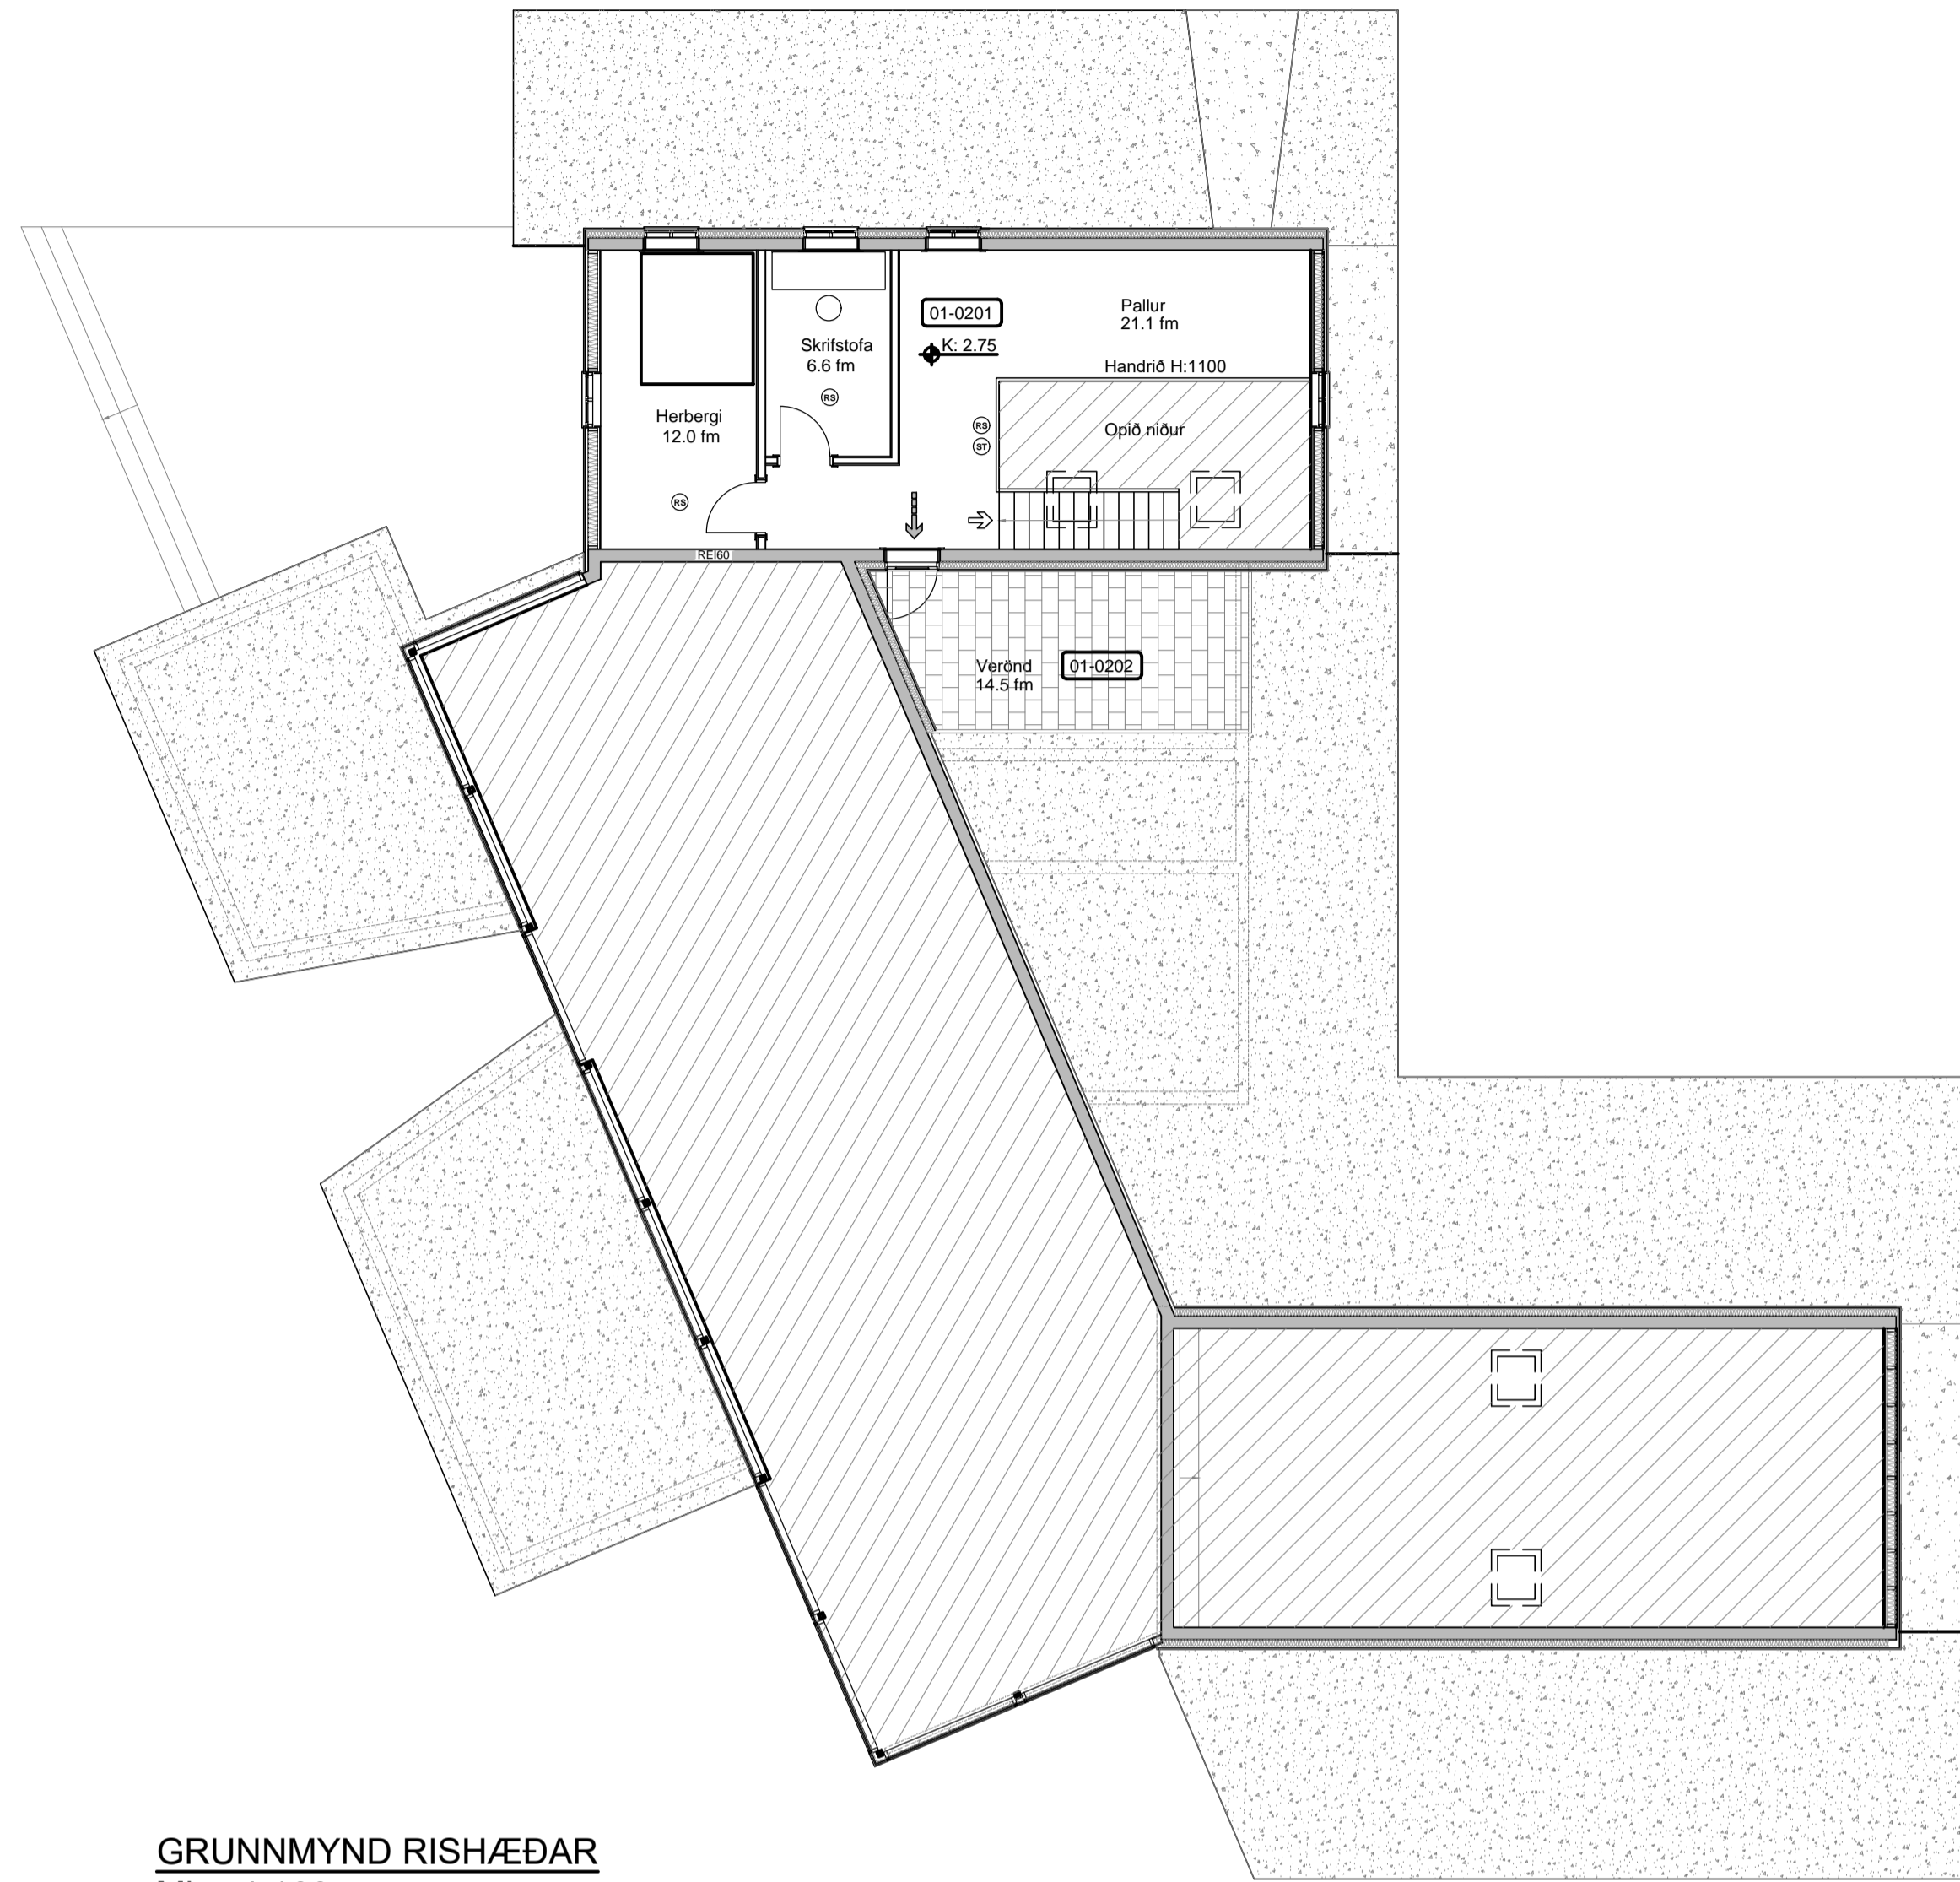 01-0201
Pallur
21.1 fm
Skrifstofa
6.6 fm
K: 2.75
Handrið H:1100
RS
Herbergi
12.0 fm
RS
ST
Opið niður
RS
REI60
Verönd
14.5 fm
01-0202
GRUNNMYND RISHÆÐAR